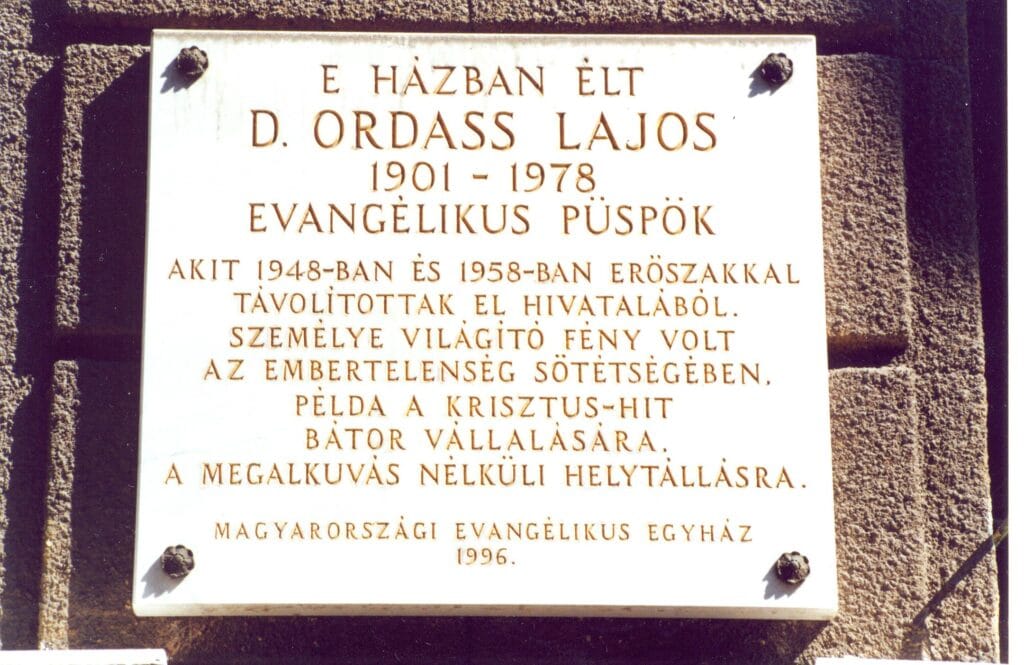 E HÁZBAN ÉLT
D. ORDASS LAJOS
1901 - 1978
EVANGÉLIKUS PÜSPÖK
AKIT 1948-BAN ÉS 1958-BAN ERŐSZAKKAL
TÁVOLÍTOTTAK EL HIVATALÁBÓL.
SZEMÉLYE VILÁGÍTÓ FÉNY VOLT
AZ EMBERTELENSÉG SÖTÉTSÉGÉBEN,
PÉLDA A KRISZTUS-HIT
BÁTOR VÁLLALÁSÁRA,
A MEGALKUVÁS NÉLKÜLI HELYTÁLLÁSRA.
MAGYARORSZÁGI EVANGÉLIKUS EGYHÁZ
1996.